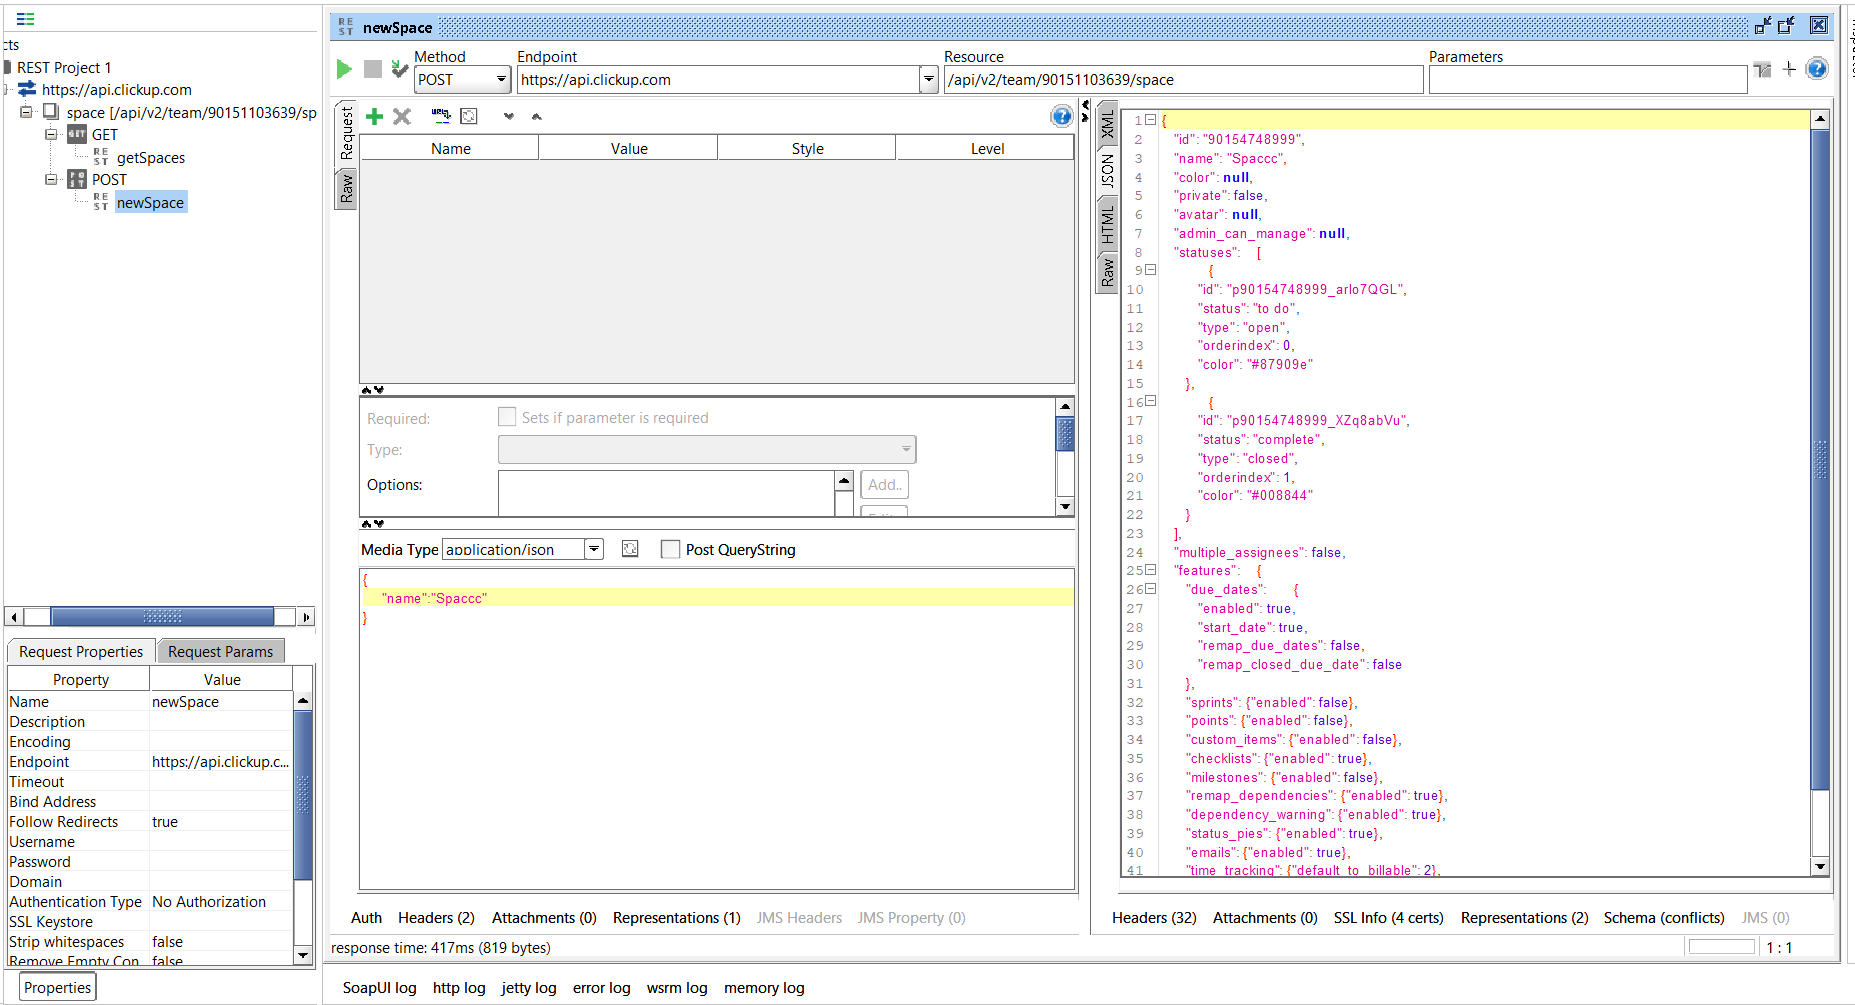 cts
REST Project 1
https://api.clickup.com
space [/api/v2/team/90151103639/sp
GET
REST
getSpaces
POST
REST
newSpace
Request Properties
Request Params
Property
Value
Name
newSpace
Description
Encoding
Endpoint
https://api.clickup.c...
Timeout
Bind Address
Follow Redirects
true
Username
Password
Domain
Authentication Type
No Authorization
SSL Keystore
Strip whitespaces
false
Remove Empty Con
false
Properties
REST
newSpace
Method
Endpoint
Resource
Parameters
POST
https://api.clickup.com
/api/v2/team/90151103639/space
Request
Raw
Name
Value
Style
Level
Required:
Sets if parameter is required
Type:
Options:
Add..
Media Type
application/json
Post QueryString
{
"name":"Spaccc"
}
Auth
Headers (2)
Attachments (0)
Representations (1)
JMS Headers
JMS Property (0)
response time: 417ms (819 bytes)
XML
JSON
HTML
Raw
1 {
2 "id": "90154748999",
3 "name": "Spaccc",
4 "color": null,
5 "private": false,
6 "avatar": null,
7 "admin_can_manage": null,
8 "statuses": [
9 {
10 "id": "p90154748999_arIo7QGL",
11 "status": "to do",
12 "type": "open",
13 "orderindex": 0,
14 "color": "#87909e"
15 },
16 {
17 "id": "p90154748999_XZq8abVu",
18 "status": "complete",
19 "type": "closed",
20 "orderindex": 1,
21 "color": "#008844"
22 }
23 ],
24 "multiple_assignees": false,
25 "features": {
26 "due_dates": {
27 "enabled": true,
28 "start_date": true,
29 "remap_due_dates": false,
30 "remap_closed_due_date": false
31 },
32 "sprints": {"enabled": false},
33 "points": {"enabled": false},
34 "custom_items": {"enabled": false},
35 "checklists": {"enabled": true},
36 "milestones": {"enabled": false},
37 "remap_dependencies": {"enabled": true},
38 "dependency_warning": {"enabled": true},
39 "status_pies": {"enabled": true},
40 "emails": {"enabled": true},
41 "time_tracking": {"default_to_billable": 2},
Headers (32)
Attachments (0)
SSL Info (4 certs)
Representations (2)
Schema (conflicts)
JMS (0)
1 : 1
SoapUI log
http log
jetty log
error log
wsrm log
memory log